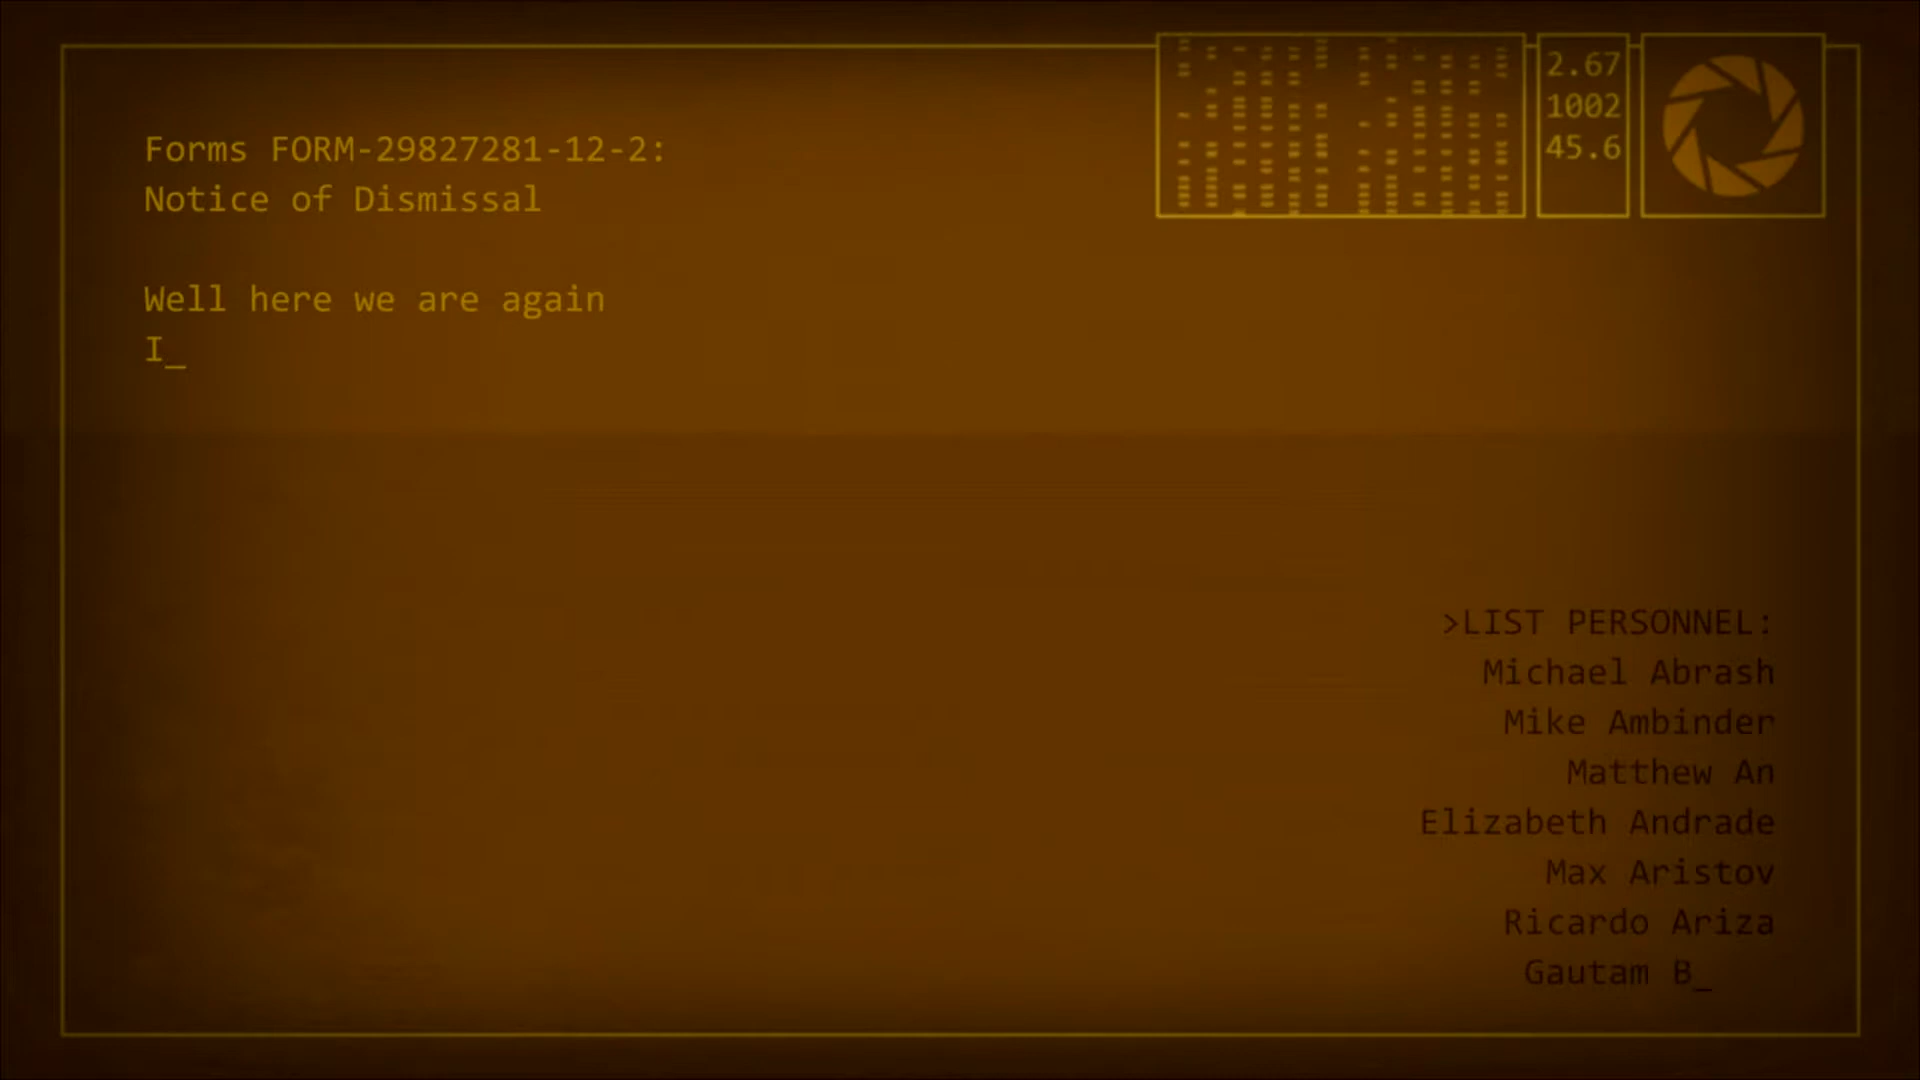 Forms FORM-29827281-12-2:
Notice of Dismissal
Well here we are again
I_
2.67
1002
45.6
>LIST PERSONNEL:
Michael Abrash
Mike Ambinder
Matthew An
Elizabeth Andrade
Max Aristov
Ricardo Ariza
Gautam B_